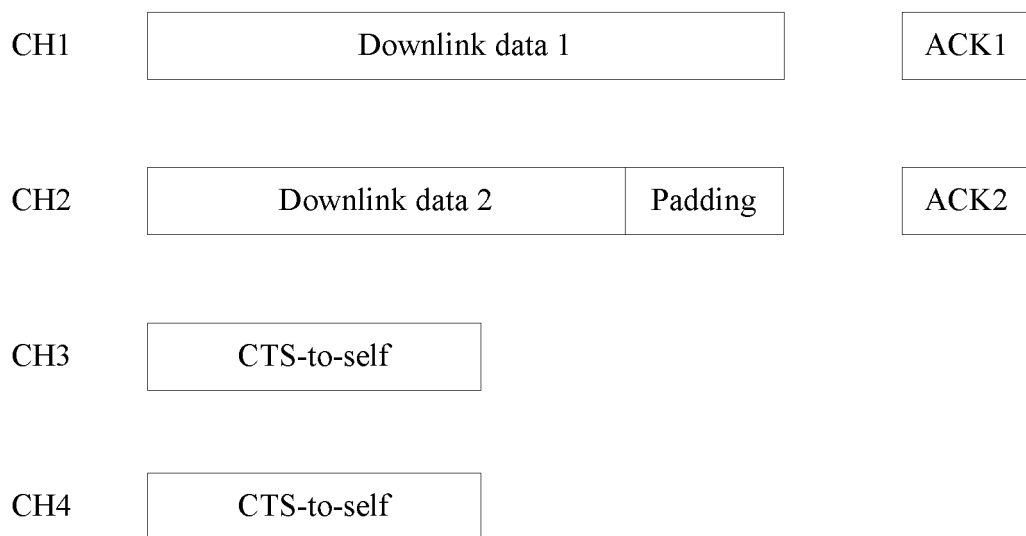 CH1 Downlink data 1 ACK1
CH2 Downlink data 2 Padding ACK2
CH3 CTS-to-self
CH4 CTS-to-self